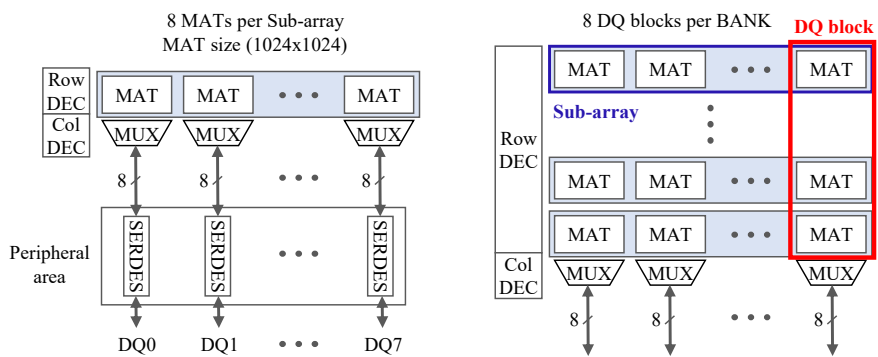 8 MATs per Sub-array
MAT size (1024x1024)
Row
DEC
MAT MAT MAT
Col
DEC
MUX MUX MUX
8 8 8
Peripheral
area
SERDES SERDES SERDES
DQ0 DQ1 DQ7
8 DQ blocks per BANK
DQ block
MAT MAT MAT
Sub-array
Row
DEC
MAT MAT MAT
MAT MAT MAT
Col
DEC
MUX MUX MUX
8 8 8